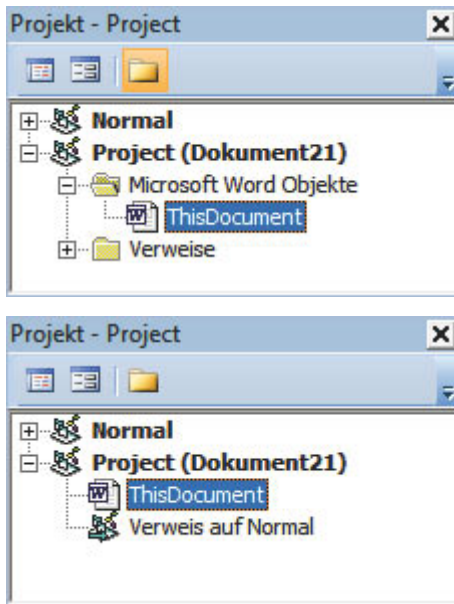 Projekt - Project
Normal
Project (Dokument21)
Microsoft Word Objekte
ThisDocument
Verweise
Projekt - Project
Normal
Project (Dokument21)
ThisDocument
Verweis auf Normal